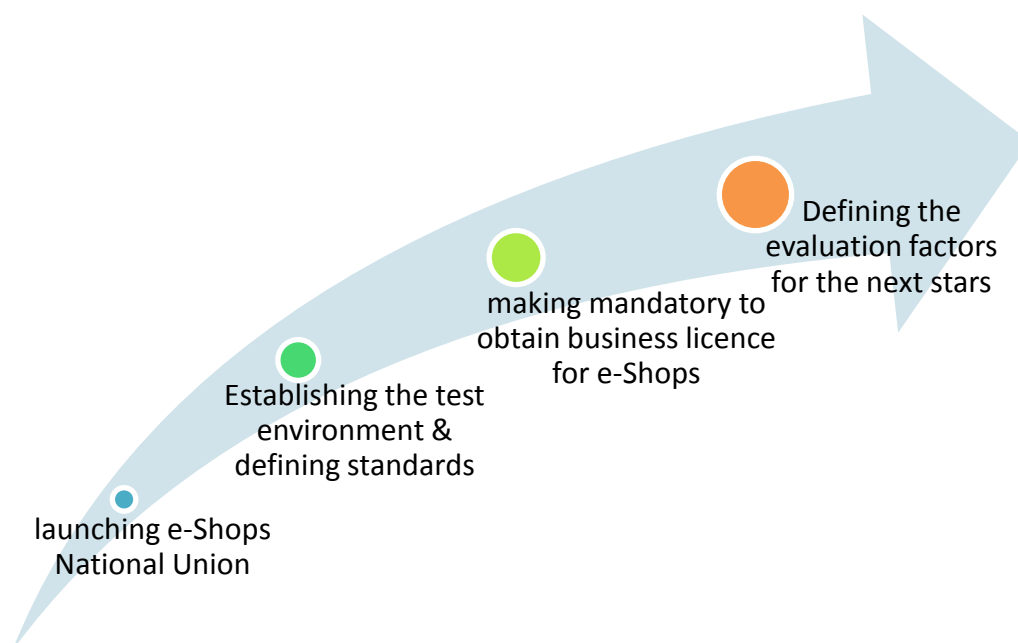 launching e-Shops
National Union
Establishing the test
environment &
defining standards
making mandatory to
obtain business licence
for e-Shops
Defining the
evaluation factors
for the next stars